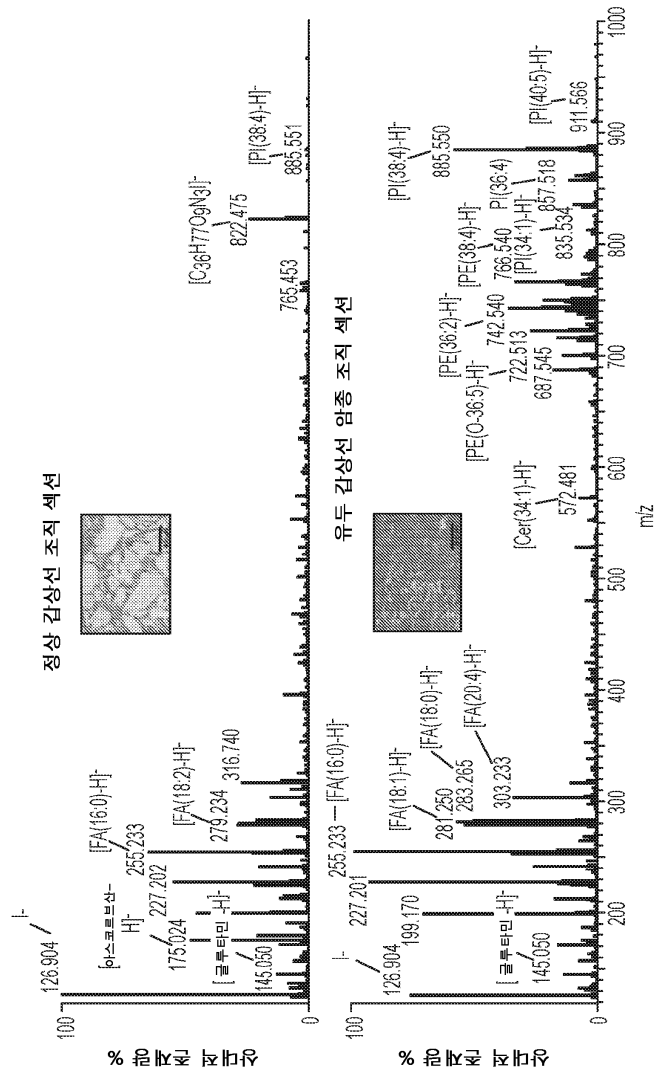 정상 갑상선 조직 섹션
상대적 존재량 %
100
0
I-
126.904
[아스코르브산–
H]-
175.024
[글루타민 -H]-
145.050
227.202
[FA(16:0)-H]-
255.233
[FA(18:2)-H]-
279.234
316.740
765.453
[C36H77O9N3I]-
822.475
[PI(38:4)-H]-
885.551
유두 갑상선 암종 조직 섹션
상대적 존재량 %
100
0
I-
126.904
[글루타민 -H]-
145.050
199.170
227.201
255.233 — [FA(16:0)-H]-
[FA(18:1)-H]-
281.250
[FA(18:0)-H]-
283.265
[FA(20:4)-H]-
303.233
[Cer(34:1)-H]-
572.481
[PE(O-36:5)-H]-
687.545
722.513
[PE(36:2)-H]-
742.540
[PE(38:4)-H]-
766.540
[PI(34:1)-H]-
835.534
PI(36:4)
857.518
[PI(38:4)-H]-
885.550
[PI(40:5)-H]-
911.566
200
300
400
500
600
700
800
900
1000
m/z